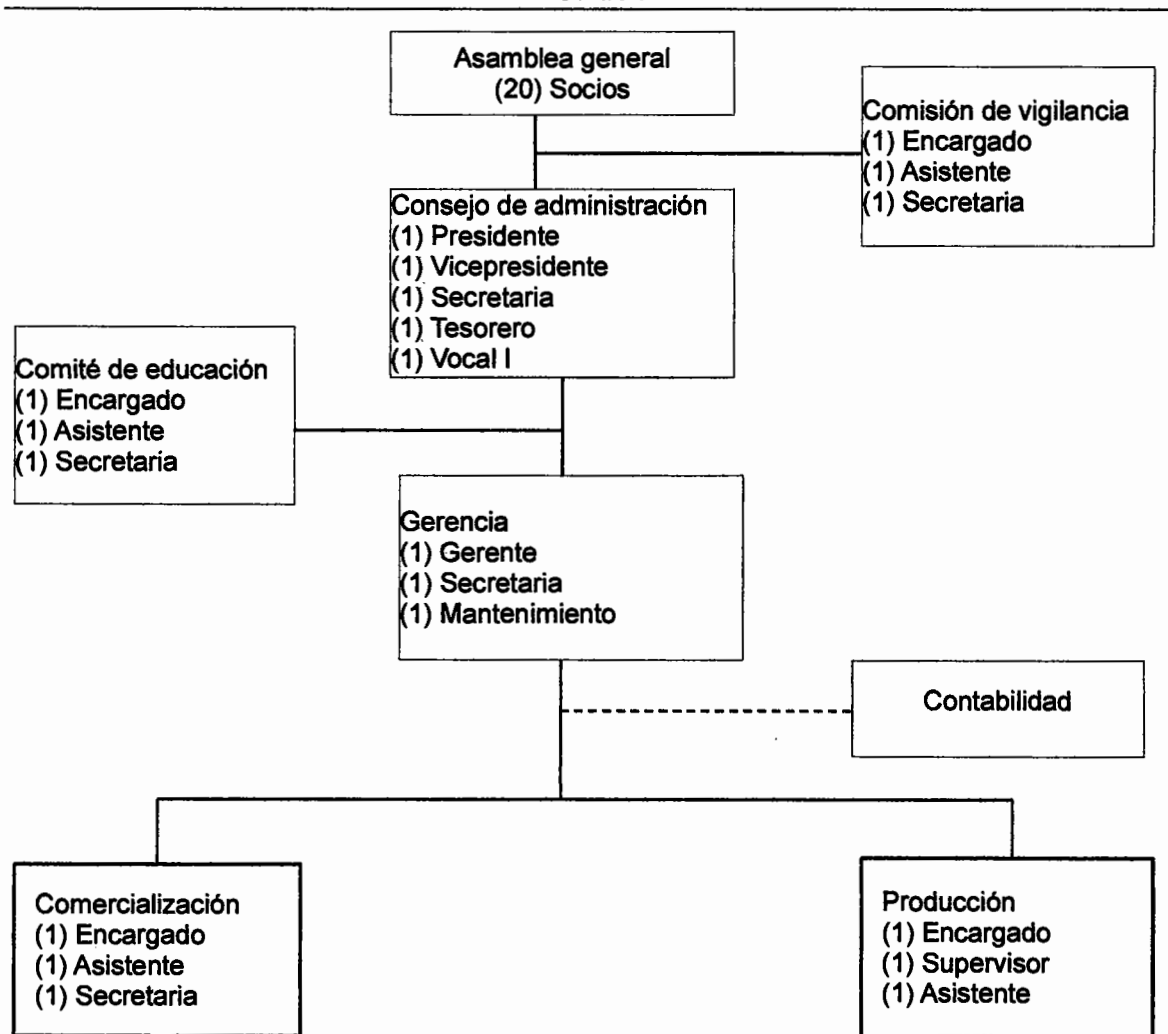 Asamblea general
(20) Socios
Comisión de vigilancia
(1) Encargado
(1) Asistente
(1) Secretaria
Consejo de administración
(1) Presidente
(1) Vicepresidente
(1) Secretaria
(1) Tesorero
(1) Vocal I
Comité de educación
(1) Encargado
(1) Asistente
(1) Secretaria
Gerencia
(1) Gerente
(1) Secretaria
(1) Mantenimiento
Contabilidad
Comercialización
(1) Encargado
(1) Asistente
(1) Secretaria
Producción
(1) Encargado
(1) Supervisor
(1) Asistente